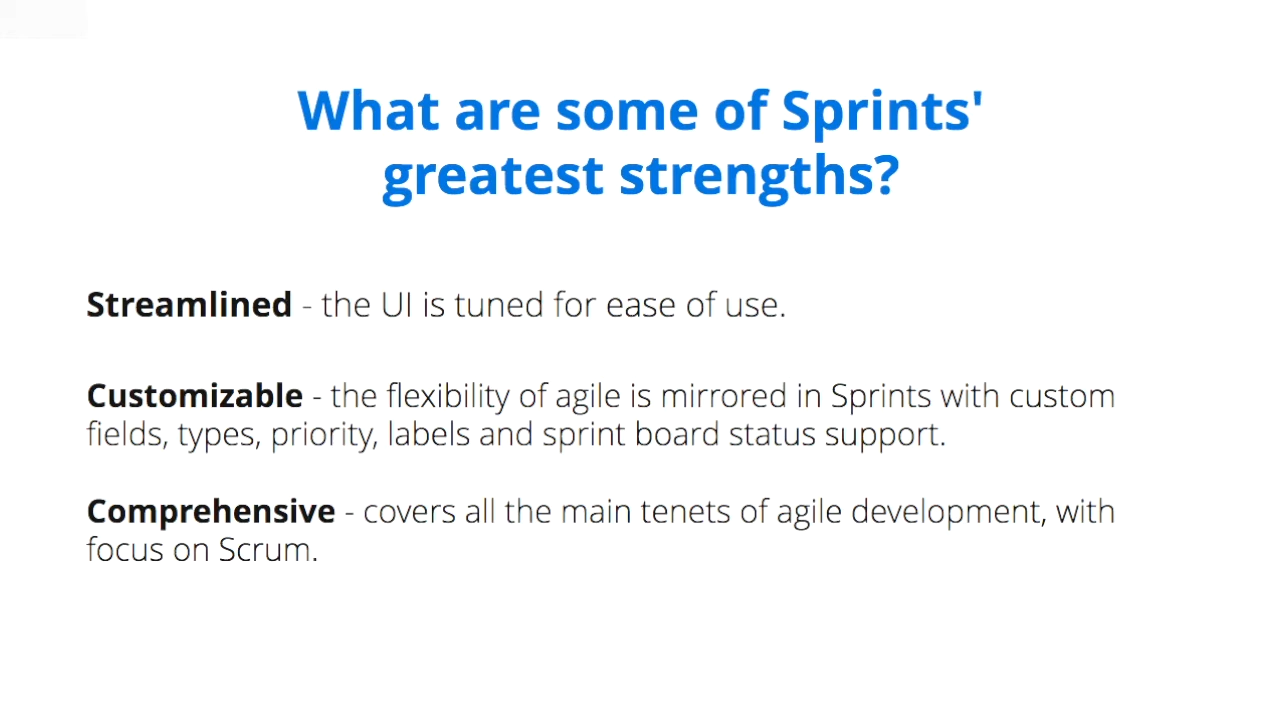 What are some of Sprints'
greatest strengths?
Streamlined - the UI is tuned for ease of use.
Customizable - the flexibility of agile is mirrored in Sprints with custom
fields, types, priority, labels and sprint board status support.
Comprehensive - covers all the main tenets of agile development, with
focus on Scrum.